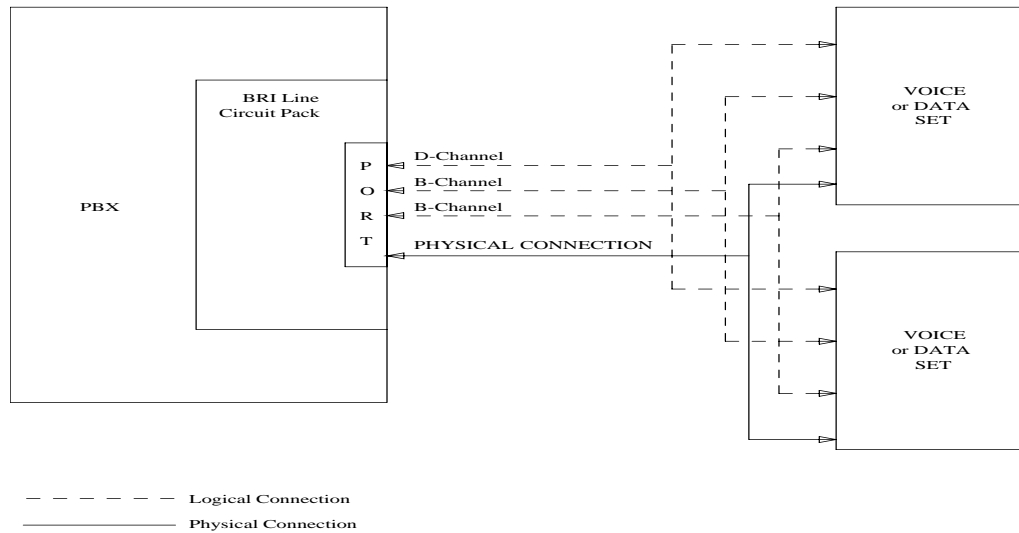 PBX
BRI Line
Circuit Pack
P
O
R
T
D-Channel
B-Channel
B-Channel
PHYSICAL CONNECTION
VOICE
or DATA
SET
VOICE
or DATA
SET
Logical Connection
Physical Connection